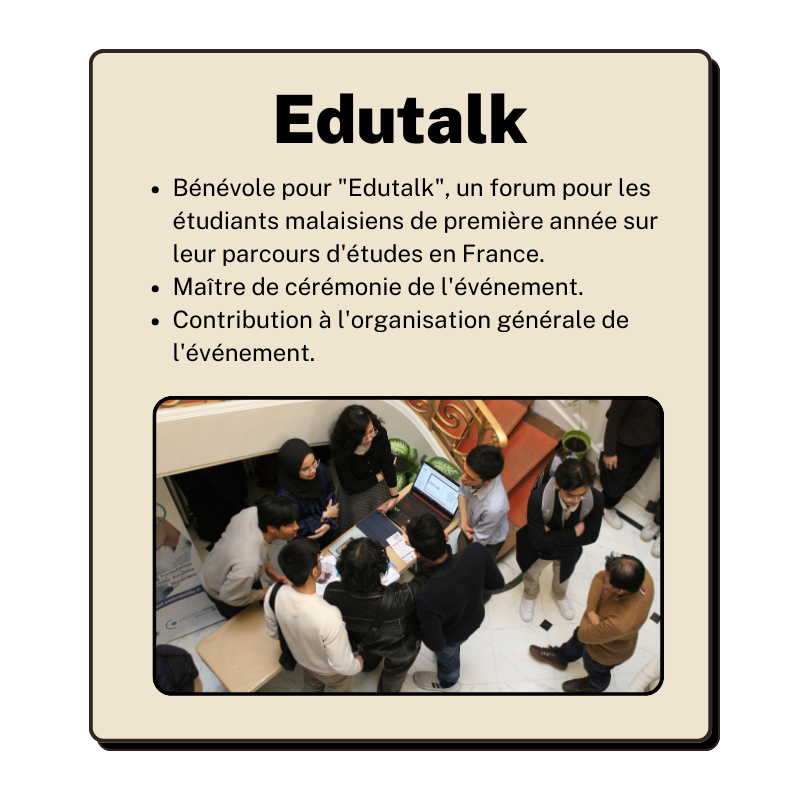 Edutalk
• Bénévole pour "Edutalk", un forum pour les
étudiants malaisiens de première année sur
leur parcours d'études en France.
• Maître de cérémonie de l'événement.
• Contribution à l'organisation générale de
l'événement.